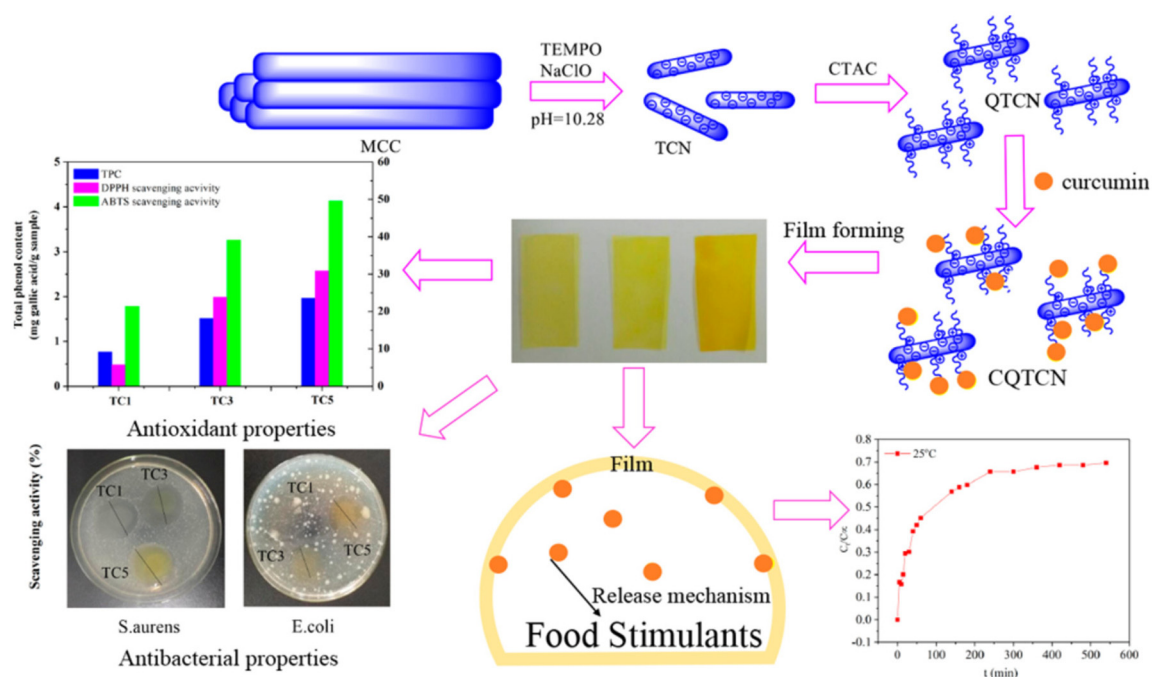 TEMPO
NaClO
pH=10.28
CTAC
MCC
TCN
QTCN
curcumin
Film forming
CQTCN
5
4
3
2
1
0
60
50
40
30
20
10
0
TPC
DPPH scavenging acvivity
ABTS scavenging acvivity
Total phenol content
(mg gallic acid/g sample)
TC1
TC3
TC5
Antioxidant properties
Scavenging activity (%)
TC1
TC3
TC5
S.aurens
TC1
TC3
TC5
E.coli
Antibacterial properties
Film
Release mechanism
Food Stimulants
25°C
0.8
0.7
0.6
0.5
0.4
0.3
0.2
0.1
0.0
-0.1
Ct/C∞
0
100
200
300
400
500
600
t (min)